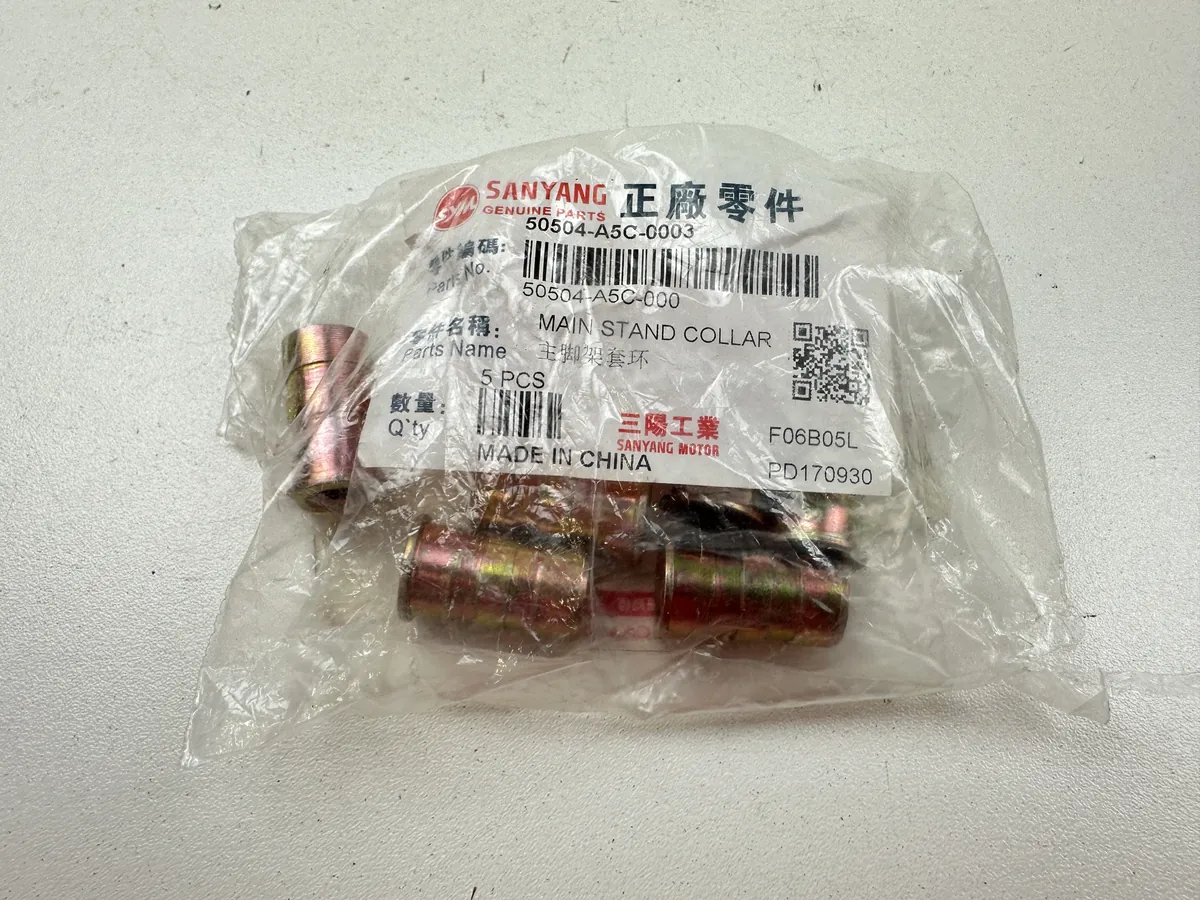 SYM SANYANG 正廠零件
GENUINE PARTS
50504-A5C-0003
零件編碼:
Parts No.
50504-A5C-000
零件名稱:
Parts Name
MAIN STAND COLLAR
主脚架套环
5 PCS
數量:
Q'ty
三陽工業
SANYANG MOTOR
F06B05L
MADE IN CHINA
PD170930